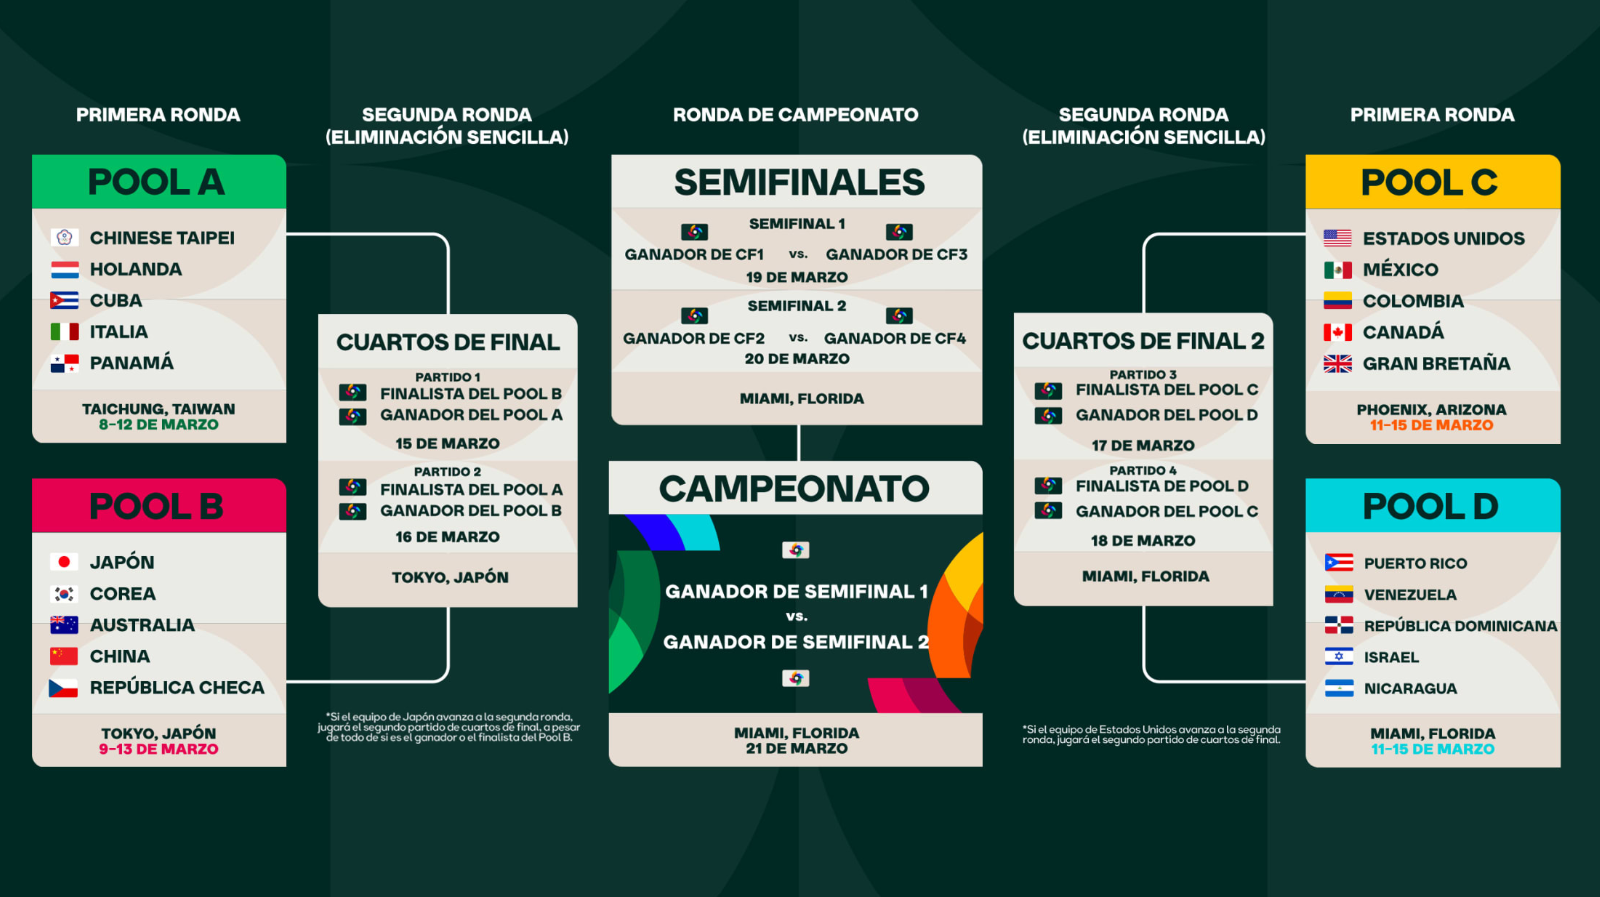 PRIMERA RONDA
POOL A
CHINESE TAIPEI
HOLANDA
CUBA
ITALIA
PANAMÁ
TAICHUNG, TAIWAN
8-12 DE MARZO
POOL B
JAPÓN
COREA
AUSTRALIA
CHINA
REPÚBLICA CHECA
TOKYO, JAPÓN
9-13 DE MARZO
SEGUNDA RONDA
(ELIMINACIÓN SENCILLA)
CUARTOS DE FINAL
PARTIDO 1
FINALISTA DEL POOL B
GANADOR DEL POOL A
15 DE MARZO
PARTIDO 2
FINALISTA DEL POOL A
GANADOR DEL POOL B
16 DE MARZO
TOKYO, JAPÓN
*Si el equipo de Japón avanza a la segunda ronda,
jugará el segundo partido de cuartos de final, a pesar
de todo de si es el ganador o el finalista del Pool B.
RONDA DE CAMPEONATO
SEMIFINALES
SEMIFINAL 1
GANADOR DE CF1 vs. GANADOR DE CF3
19 DE MARZO
SEMIFINAL 2
GANADOR DE CF2 vs. GANADOR DE CF4
20 DE MARZO
MIAMI, FLORIDA
CAMPEONATO
GANADOR DE SEMIFINAL 1
vs.
GANADOR DE SEMIFINAL 2
MIAMI, FLORIDA
21 DE MARZO
SEGUNDA RONDA
(ELIMINACIÓN SENCILLA)
CUARTOS DE FINAL 2
PARTIDO 3
FINALISTA DEL POOL C
GANADOR DEL POOL D
17 DE MARZO
PARTIDO 4
FINALISTA DE POOL D
GANADOR DEL POOL C
18 DE MARZO
MIAMI, FLORIDA
*Si el equipo de Estados Unidos avanza a la segunda
ronda, jugará el segundo partido de cuartos de final.
PRIMERA RONDA
POOL C
ESTADOS UNIDOS
MÉXICO
COLOMBIA
CANADÁ
GRAN BRETAÑA
PHOENIX, ARIZONA
11-15 DE MARZO
POOL D
PUERTO RICO
VENEZUELA
REPÚBLICA DOMINICANA
ISRAEL
NICARAGUA
MIAMI, FLORIDA
11-15 DE MARZO